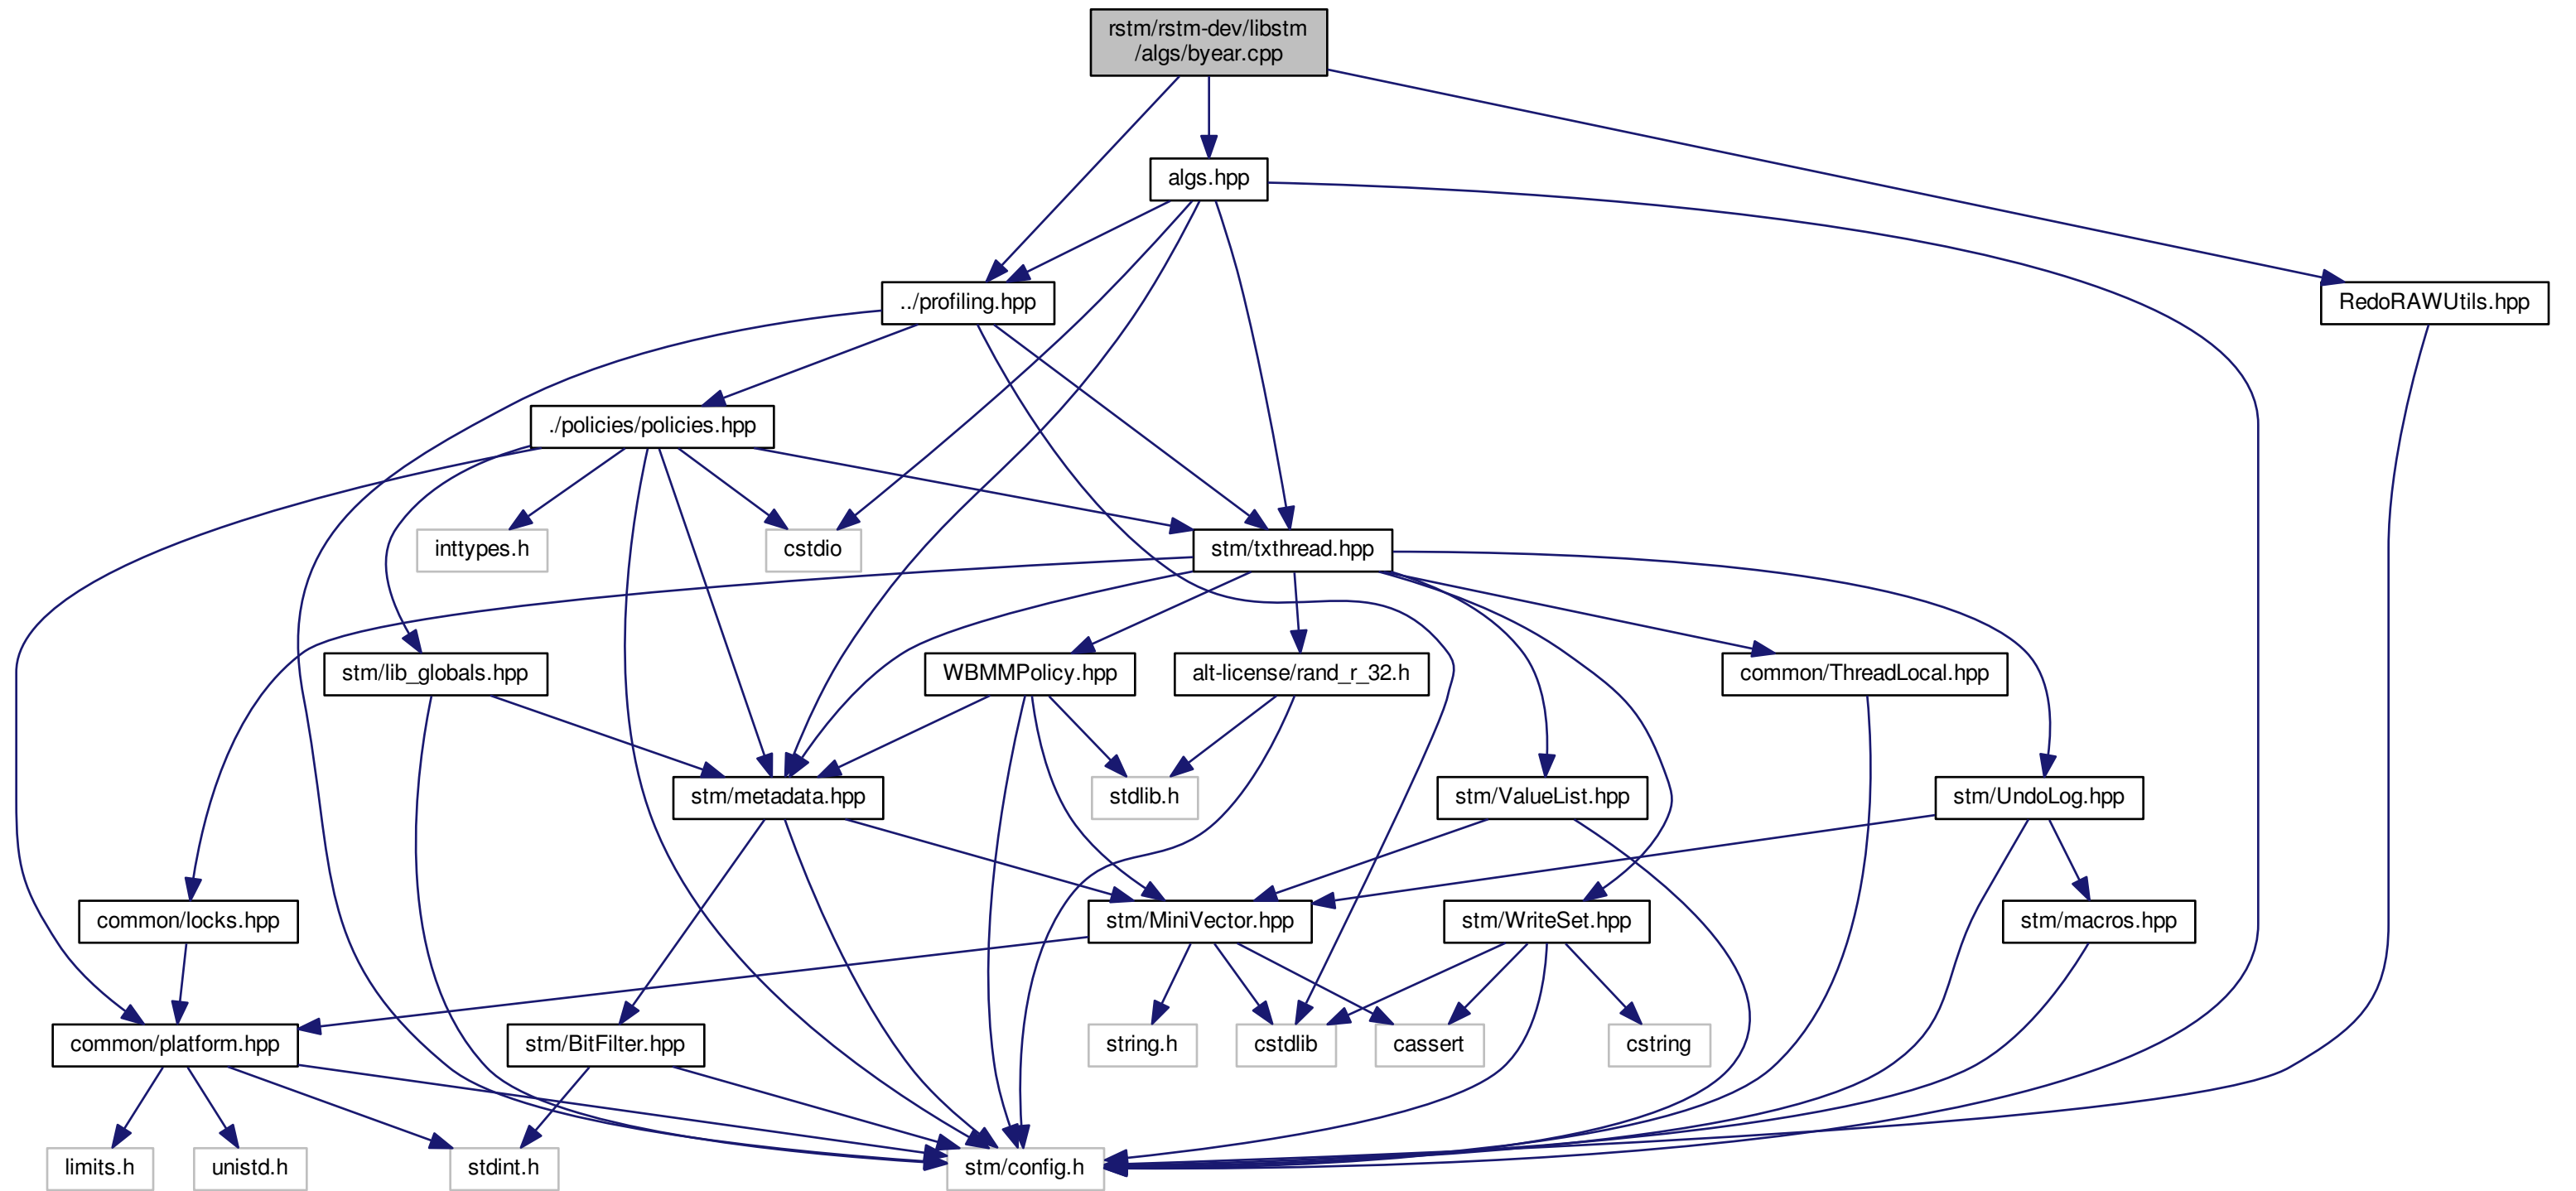 rstm/rstm-dev/libstm
/algs/byear.cpp
algs.hpp
../profiling.hpp
RedoRAWUtils.hpp
./policies/policies.hpp
inttypes.h
cstdio
stm/txthread.hpp
stm/lib_globals.hpp
WBMMPolicy.hpp
alt-license/rand_r_32.h
common/ThreadLocal.hpp
stm/metadata.hpp
stdlib.h
stm/ValueList.hpp
stm/UndoLog.hpp
common/locks.hpp
stm/MiniVector.hpp
stm/WriteSet.hpp
stm/macros.hpp
common/platform.hpp
stm/BitFilter.hpp
string.h
cstdlib
cassert
cstring
limits.h
unistd.h
stdint.h
stm/config.h